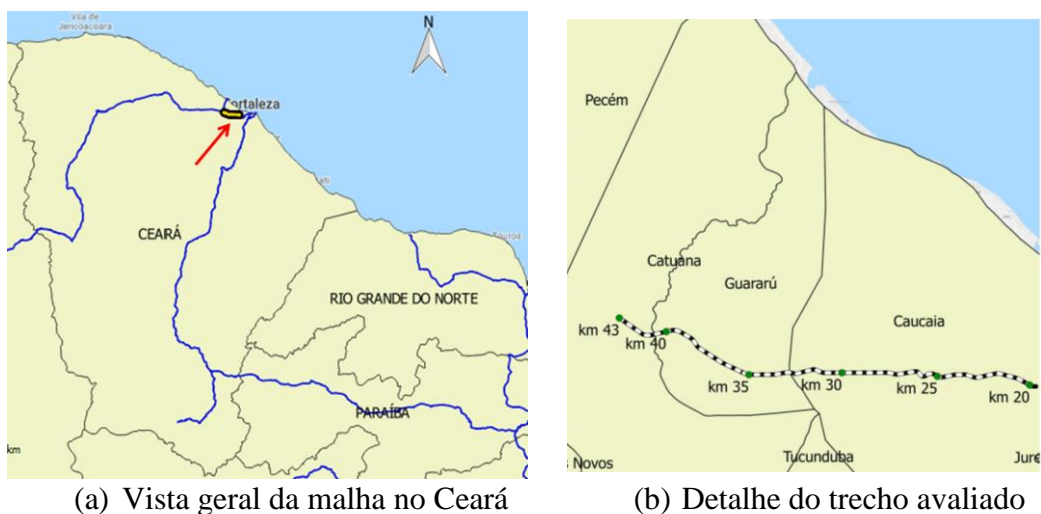 Vila de
Jericoacoara
N
Fortaleza
CEARÁ
RIO GRANDE DO NORTE
PARAÍBA
km
(a) Vista geral da malha no Ceará
Pecém
Catuana
Guararú
Caucaia
km 43
km 40
km 35
km 30
km 25
km 20
Novos
Tucunduba
Jure
(b) Detalhe do trecho avaliado